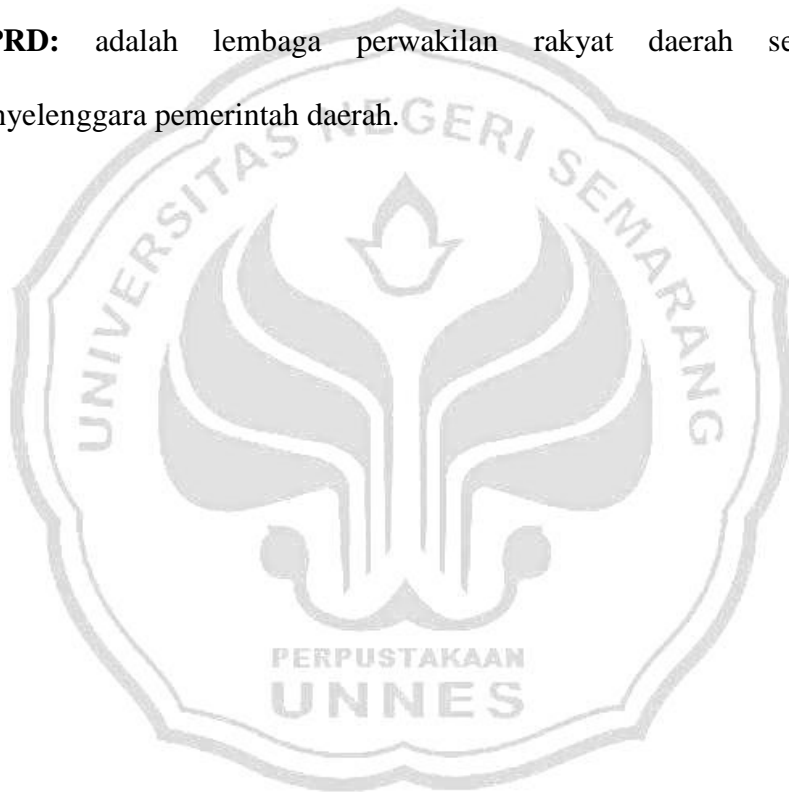 PRD: adalah lembaga perwakilan rakyat daerah se
nyelenggara pemerintah daerah.
UNIVERSITAS NEGERI SEMARANG
PERPUSTAKAAN
UNNES